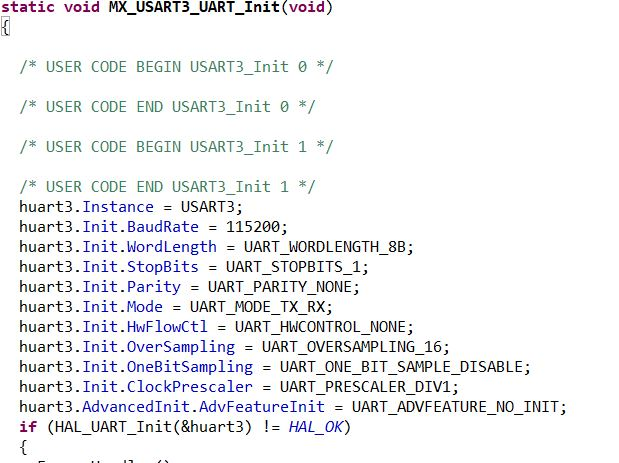 static void MX_USART3_UART_Init(void)
{
/* USER CODE BEGIN USART3_Init 0 */
/* USER CODE END USART3_Init 0 */
/* USER CODE BEGIN USART3_Init 1 */
/* USER CODE END USART3_Init 1 */
huart3.Instance = USART3;
huart3.Init.BaudRate = 115200;
huart3.Init.WordLength = UART_WORDLENGTH_8B;
huart3.Init.StopBits = UART_STOPBITS_1;
huart3.Init.Parity = UART_PARITY_NONE;
huart3.Init.Mode = UART_MODE_TX_RX;
huart3.Init.HwFlowCtl = UART_HWCONTROL_NONE;
huart3.Init.OverSampling = UART_OVERSAMPLING_16;
huart3.Init.OneBitSampling = UART_ONE_BIT_SAMPLE_DISABLE;
huart3.Init.ClockPrescaler = UART_PRESCALER_DIV1;
huart3.AdvancedInit.AdvFeatureInit = UART_ADVFEATURE_NO_INIT;
if (HAL_UART_Init(&huart3) != HAL_OK)
{